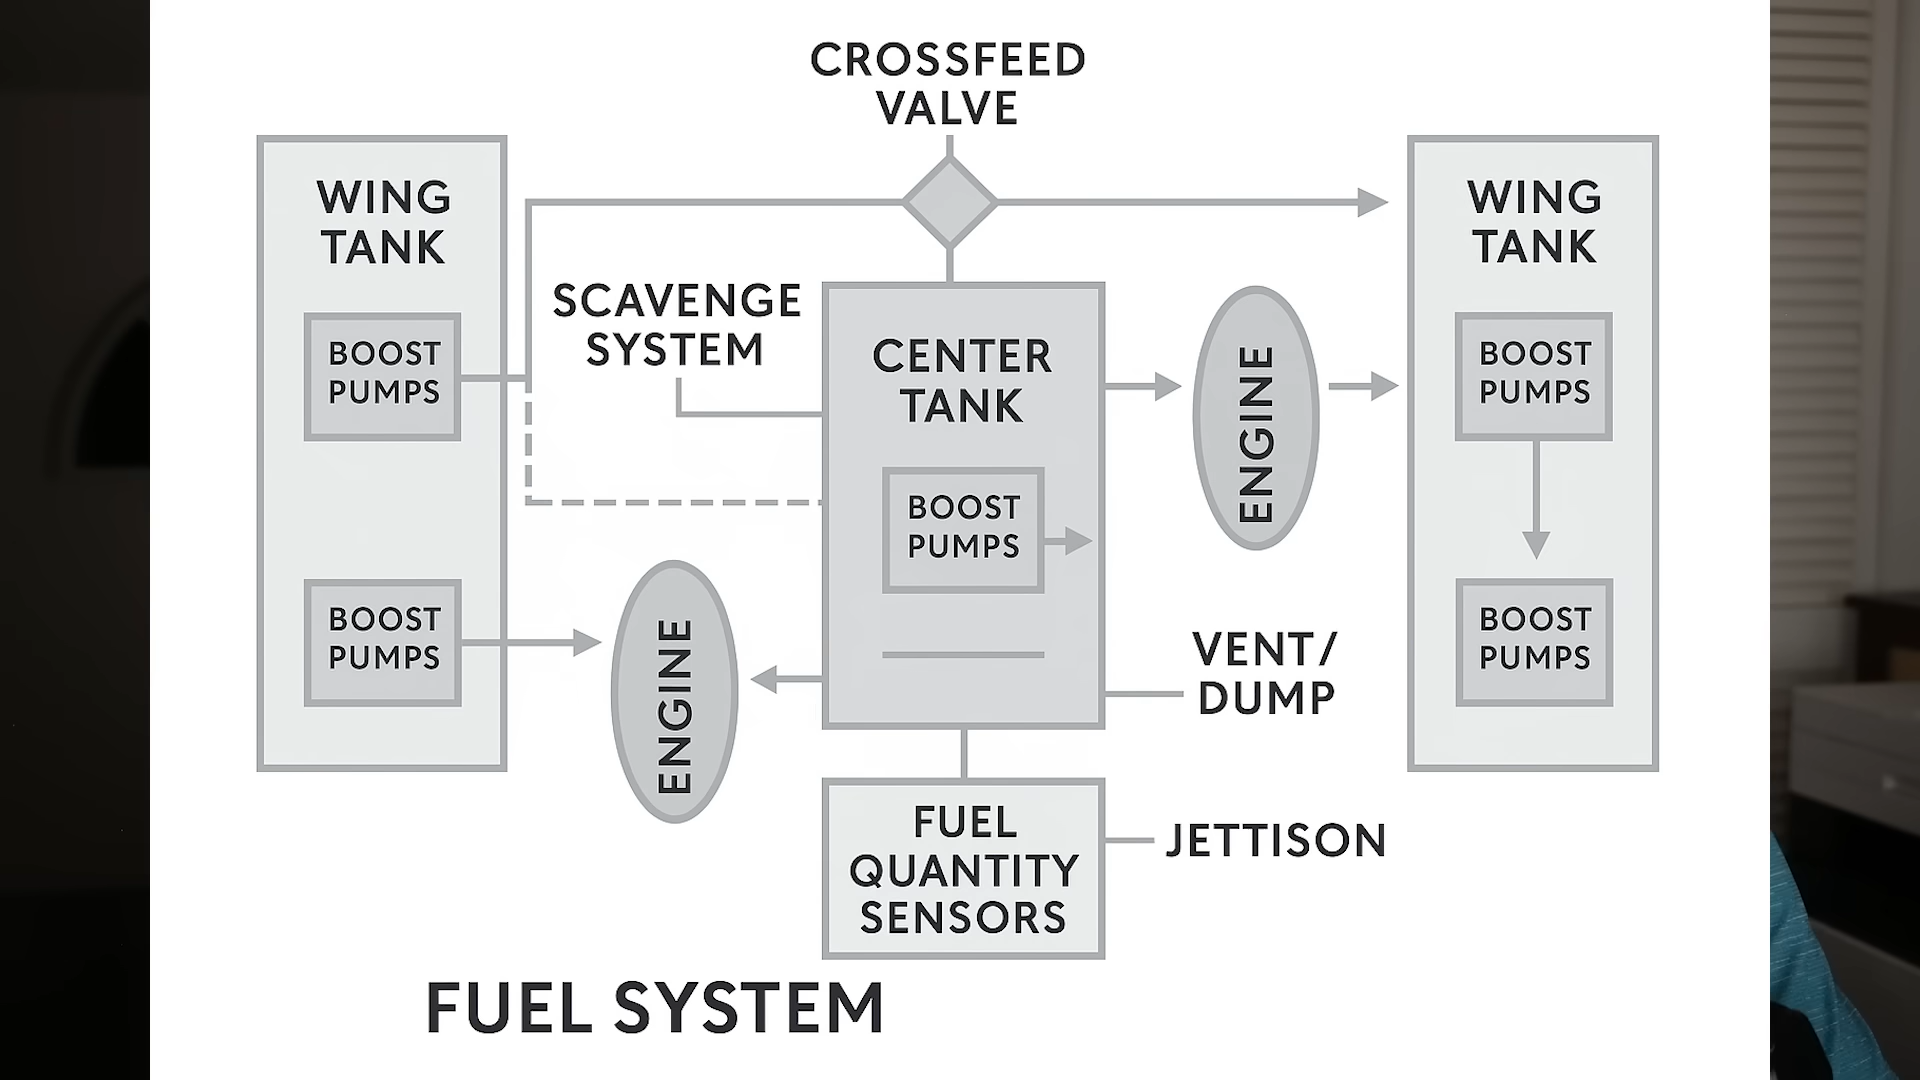 CROSSFEED
VALVE
WING
TANK
BOOST
PUMPS
BOOST
PUMPS
SCAVENGE
SYSTEM
CENTER
TANK
BOOST
PUMPS
ENGINE
ENGINE
WING
TANK
BOOST
PUMPS
BOOST
PUMPS
VENT/
DUMP
FUEL
QUANTITY
SENSORS
JETTISON
FUEL SYSTEM